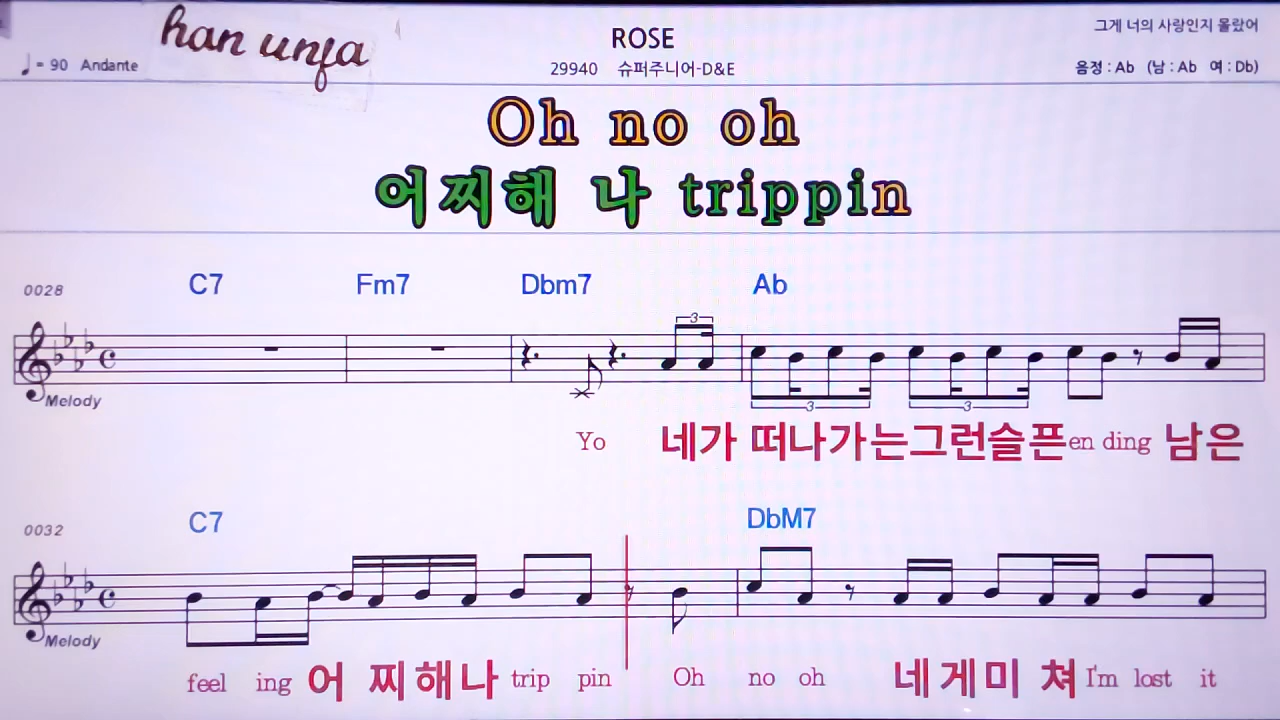 han unfa
♩= 90 Andante
ROSE
29940 슈퍼주니어-D&E
그게 너의 사랑인지 몰랐어
음정 : Ab (남 : Ab 여 : Db)
Oh no oh
어찌해 나 trippin
0028 C7 Fm7 Dbm7 Ab
3 3 3
Melody
Yo 네가 떠나가는그런슬픈en ding 남은
0032 C7 DbM7
Melody
feel ing 어 찌해나 trip pin Oh no oh 네게미 쳐 I'm lost it